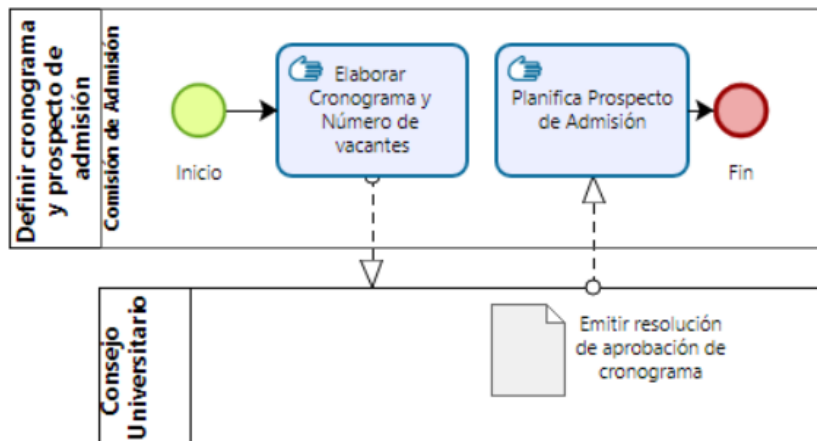 Definir cronograma
y prospecto de
admisión
Comisión de Admisión
Inicio
Elaborar
Cronograma y
Número de
vacantes
Planifica Prospecto
de Admisión
Fin
Consejo
Universitario
Emitir resolución
de aprobación de
cronograma